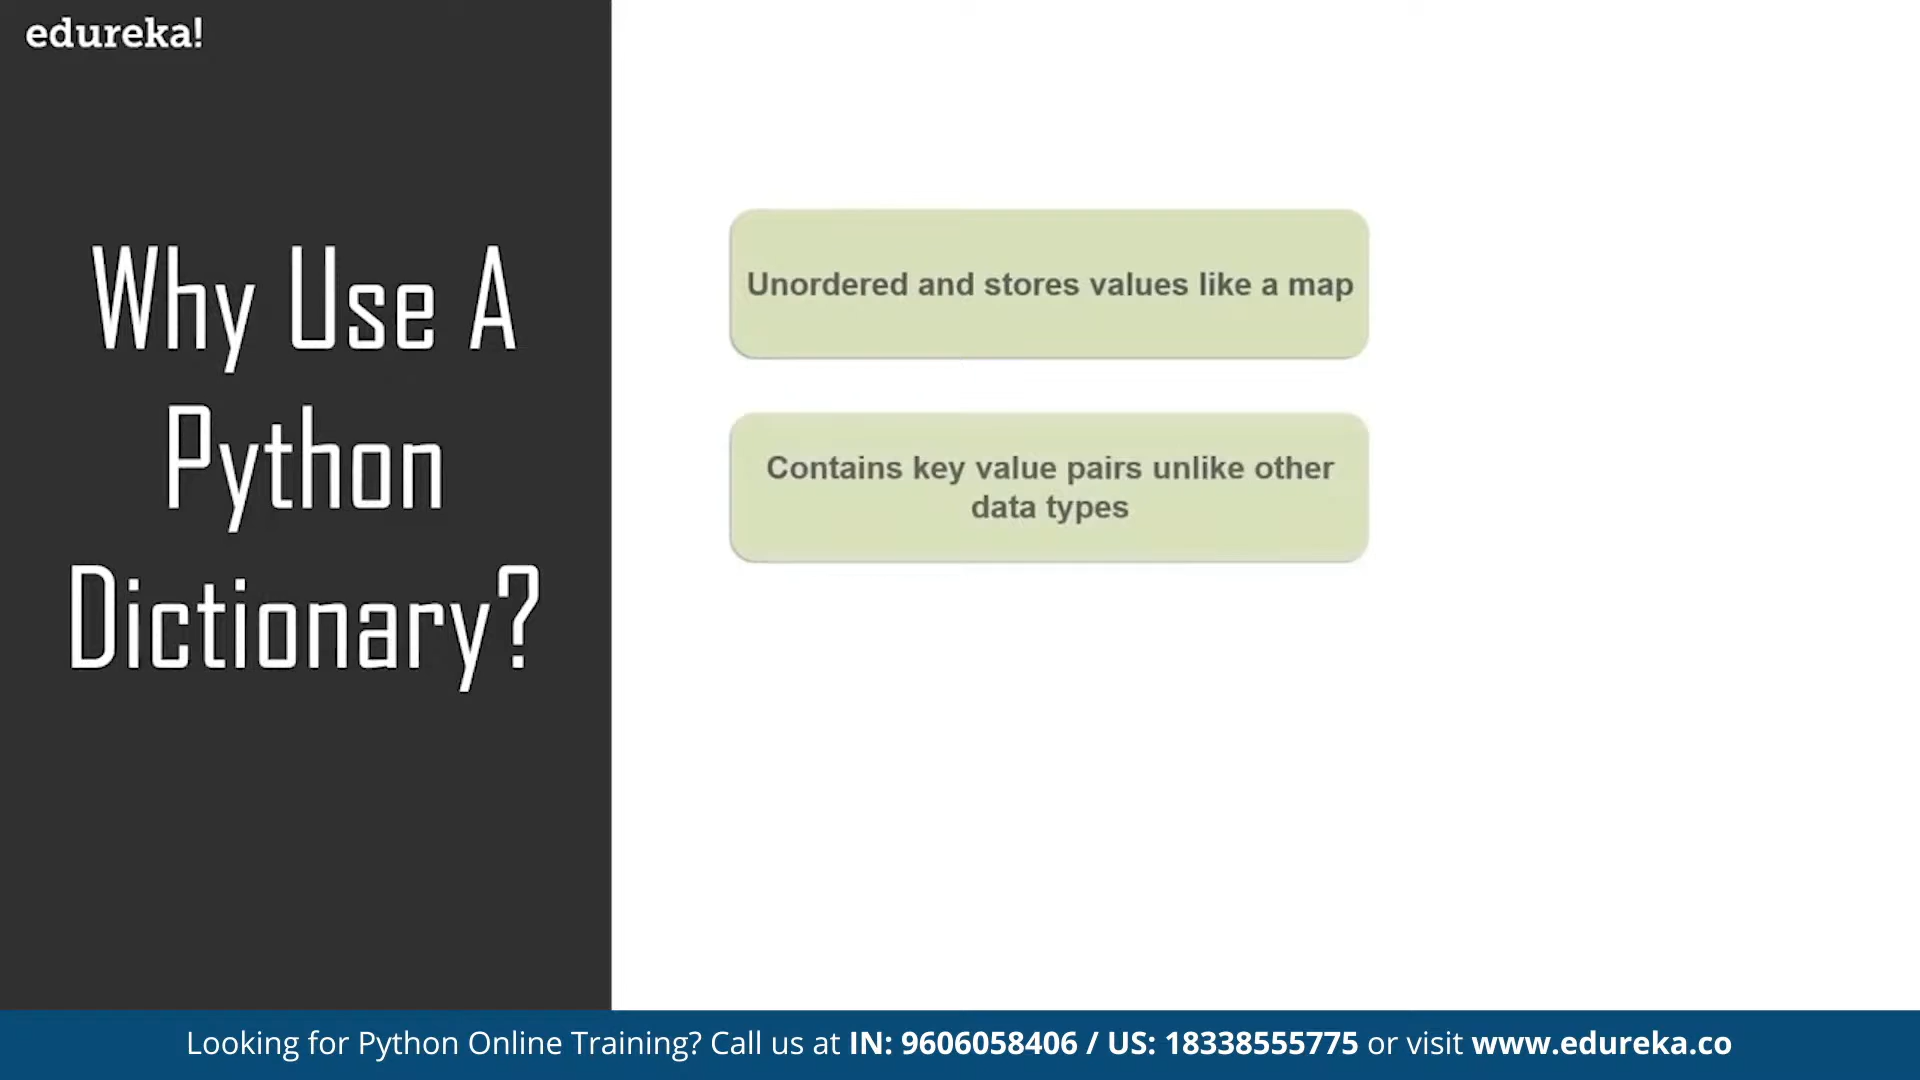 edureka!
Why Use A
Python
Dictionary?
Unordered and stores values like a map
Contains key value pairs unlike other
data types
Looking for Python Online Training? Call us at IN: 9606058406 / US: 18338555775 or visit www.edureka.co